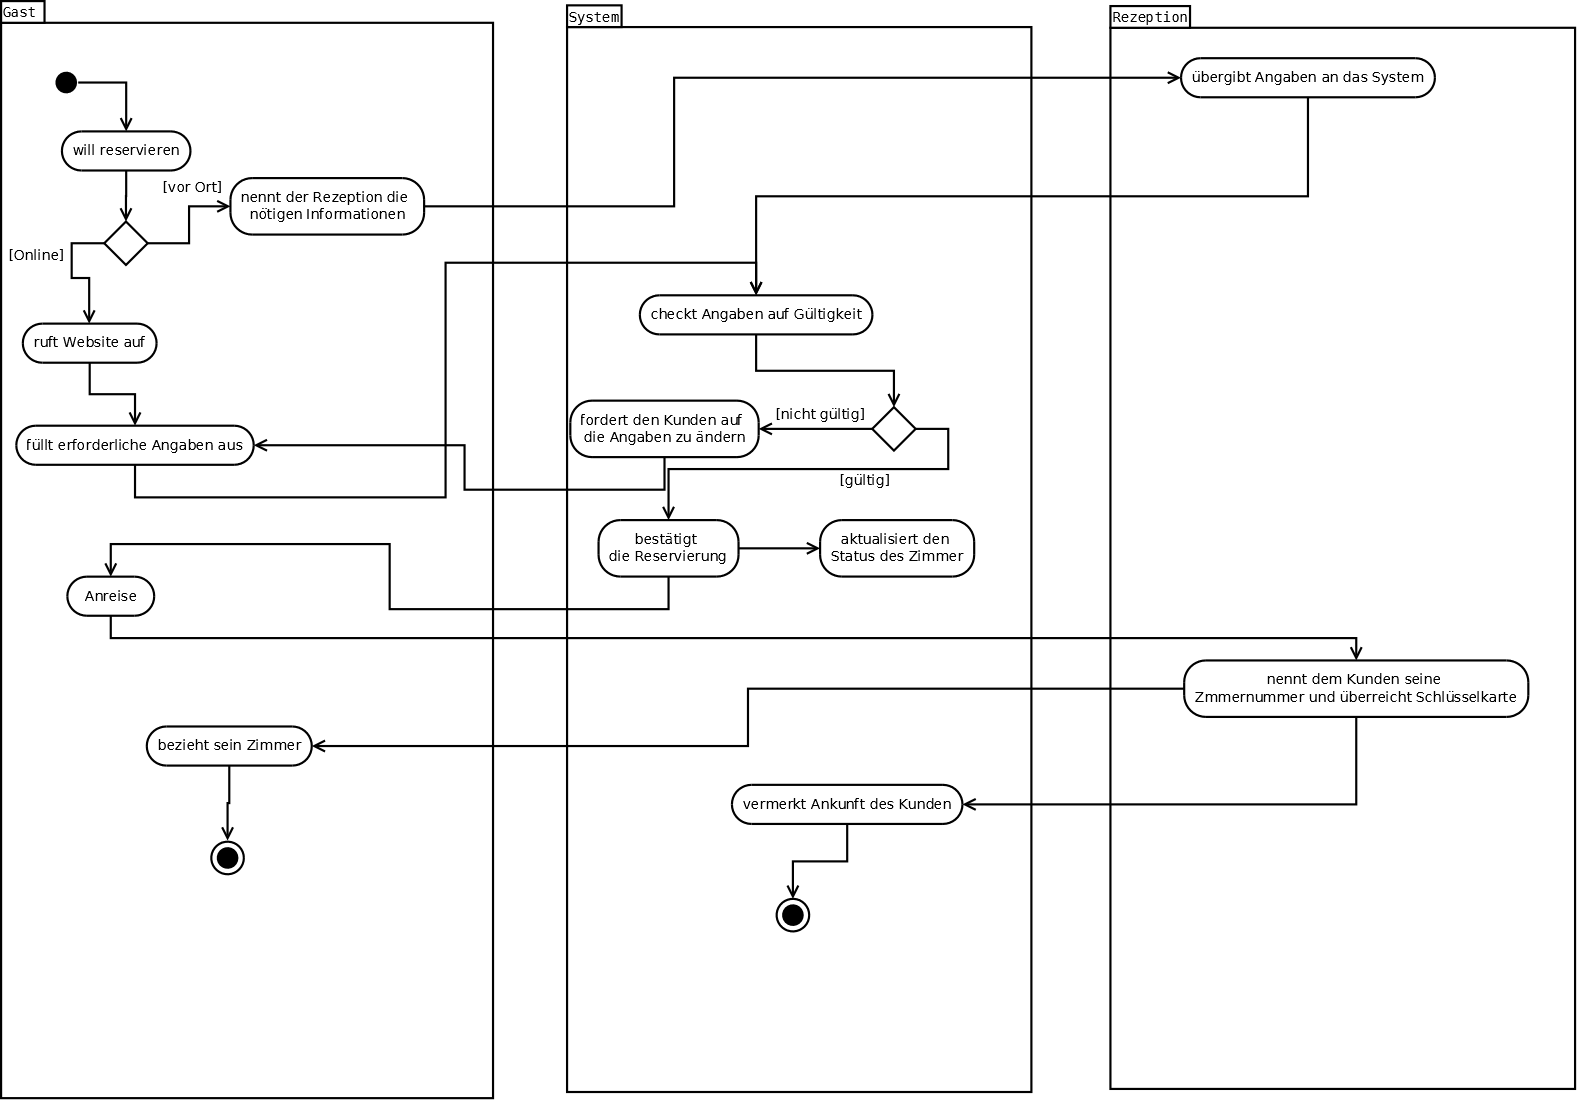 Gast
System
Rezeption
übergibt Angaben an das System
will reservieren
[vor Ort]
nennt der Rezeption die
nötigen Informationen
[Online]
checkt Angaben auf Gültigkeit
ruft Website auf
fordert den Kunden auf
die Angaben zu ändern
[nicht gültig]
füllt erforderliche Angaben aus
[gültig]
bestätigt
die Reservierung
aktualisiert den
Status des Zimmer
Anreise
nennt dem Kunden seine
Zmmernummer und überreicht Schlüsselkarte
bezieht sein Zimmer
vermerkt Ankunft des Kunden